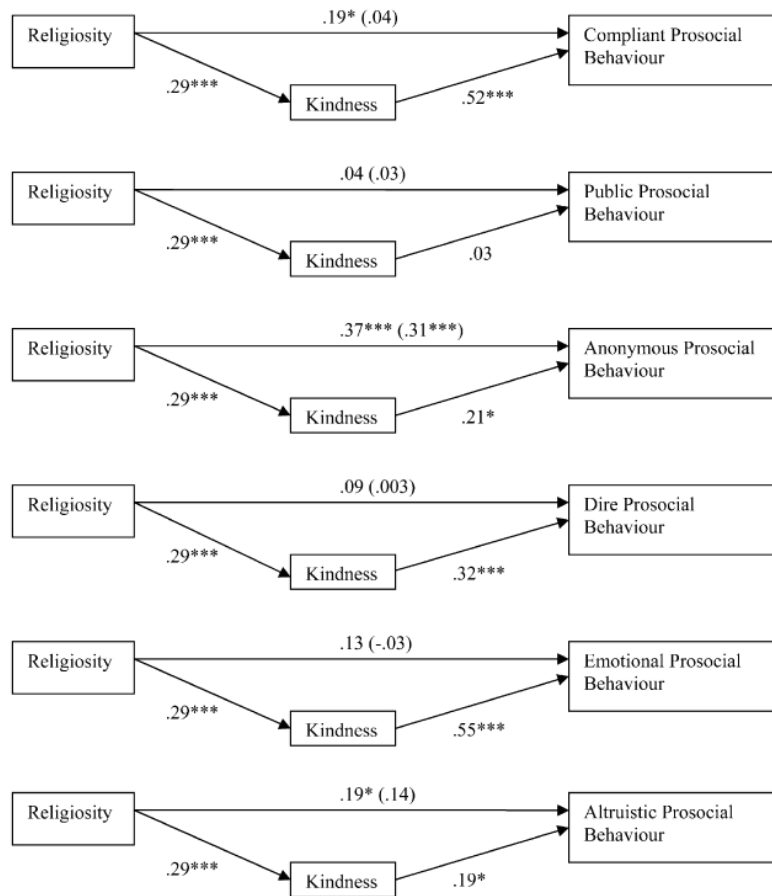 .19* (.04)
Religiosity
Compliant Prosocial
Behaviour
.29***
Kindness
.52***
.04 (.03)
Religiosity
Public Prosocial
Behaviour
.29***
Kindness
.03
.37*** (.31***)
Religiosity
Anonymous Prosocial
Behaviour
.29***
Kindness
.21*
.09 (.003)
Religiosity
Dire Prosocial
Behaviour
.29***
Kindness
.32***
.13 (-.03)
Religiosity
Emotional Prosocial
Behaviour
.29***
Kindness
.55***
.19* (.14)
Religiosity
Altruistic Prosocial
Behaviour
.29***
Kindness
.19*